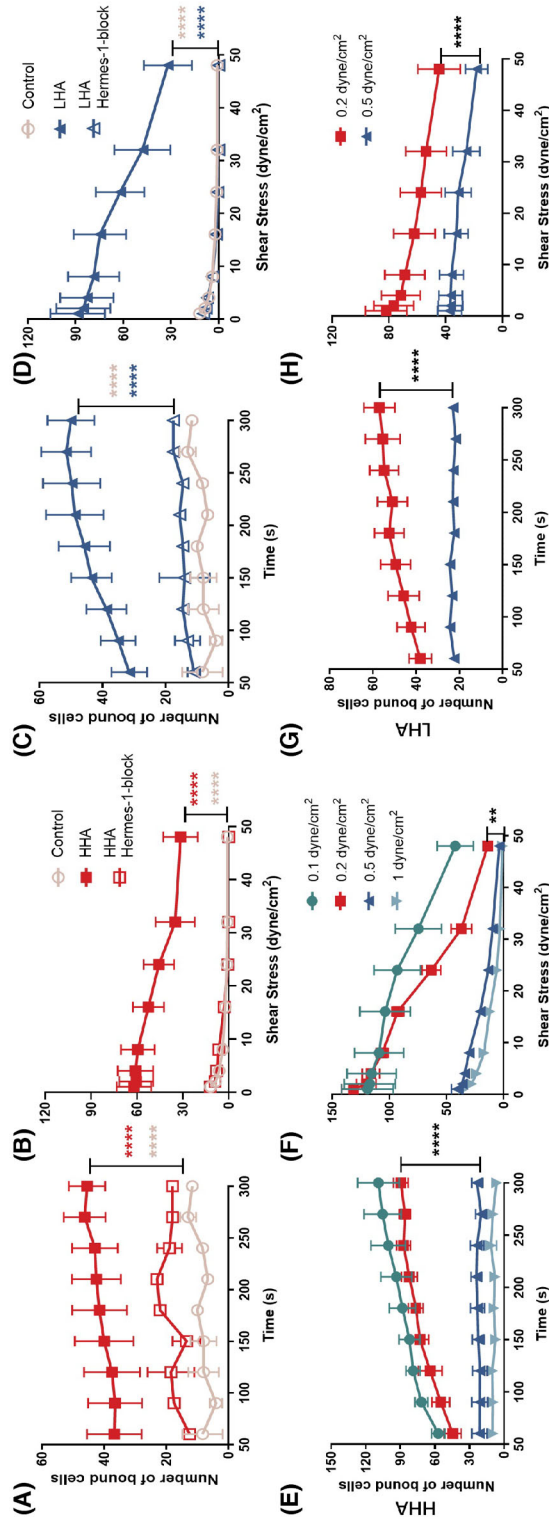 (A)
Number of bound cells
60
40
20
0
50
100
150
200
250
300
Time (s)
****
****
(B)
120
90
60
30
0
0
10
20
30
40
50
Shear Stress (dyne/cm²)
Control
HHA
HHA
Hermes-1-block
****
****
(C)
Number of bound cells
60
40
20
0
50
100
150
200
250
300
Time (s)
****
****
(D)
120
90
60
30
0
0
10
20
30
40
50
Shear Stress (dyne/cm²)
Control
LHA
LHA
Hermes-1-block
****
****
(E)
HHA
Number of bound cells
120
90
60
30
0
50
100
150
200
250
300
Time (s)
****
(F)
150
100
50
0
0
10
20
30
40
50
Shear Stress (dyne/cm²)
0.1 dyne/cm²
0.2 dyne/cm²
0.5 dyne/cm²
1 dyne/cm²
**
(G)
LHA
Number of bound cells
80
60
40
20
0
50
100
150
200
250
300
Time (s)
****
(H)
120
90
60
30
0
0
10
20
30
40
50
Shear Stress (dyne/cm²)
0.2 dyne/cm²
0.5 dyne/cm²
****